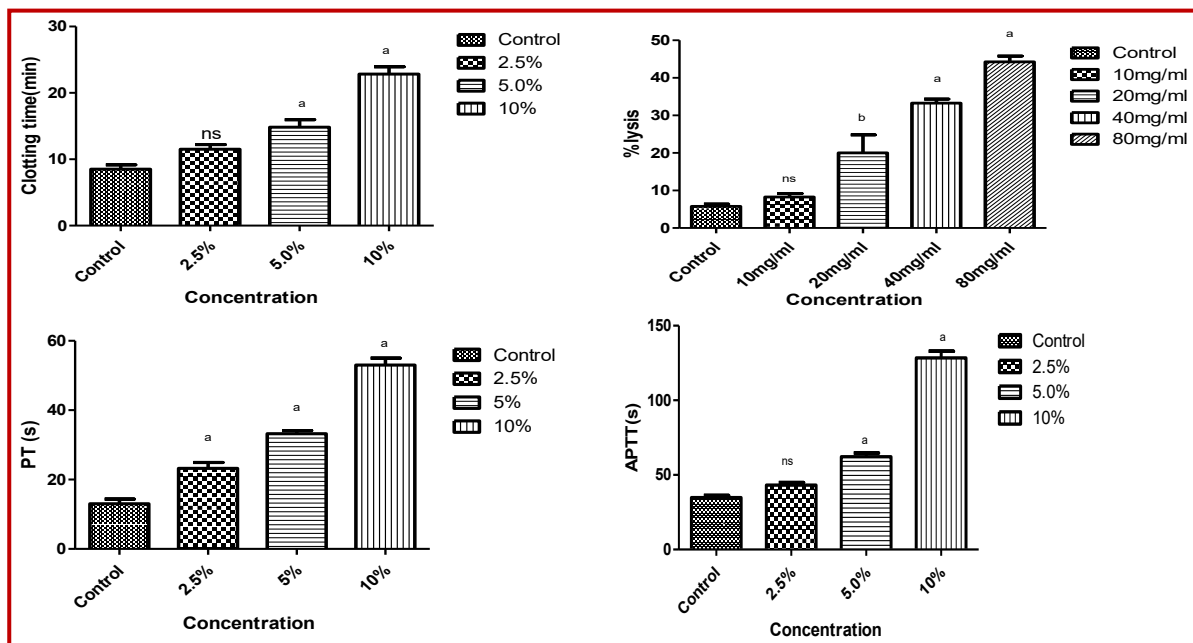 30
20
10
0
Clotting time(min)
ns
a
a
Control
2.5%
5.0%
10%
Concentration
Control
2.5%
5.0%
10%
50
40
30
20
10
0
%lysis
ns
b
a
a
Control
10mg/ml
20mg/ml
40mg/ml
80mg/ml
Concentration
Control
10mg/ml
20mg/ml
40mg/ml
80mg/ml
60
40
20
0
PT (s)
a
a
a
Control
2.5%
5%
10%
Concentration
Control
2.5%
5%
10%
150
100
50
0
APTT(s)
ns
a
a
Control
2.5%
5.0%
10%
Concentration
Control
2.5%
5.0%
10%